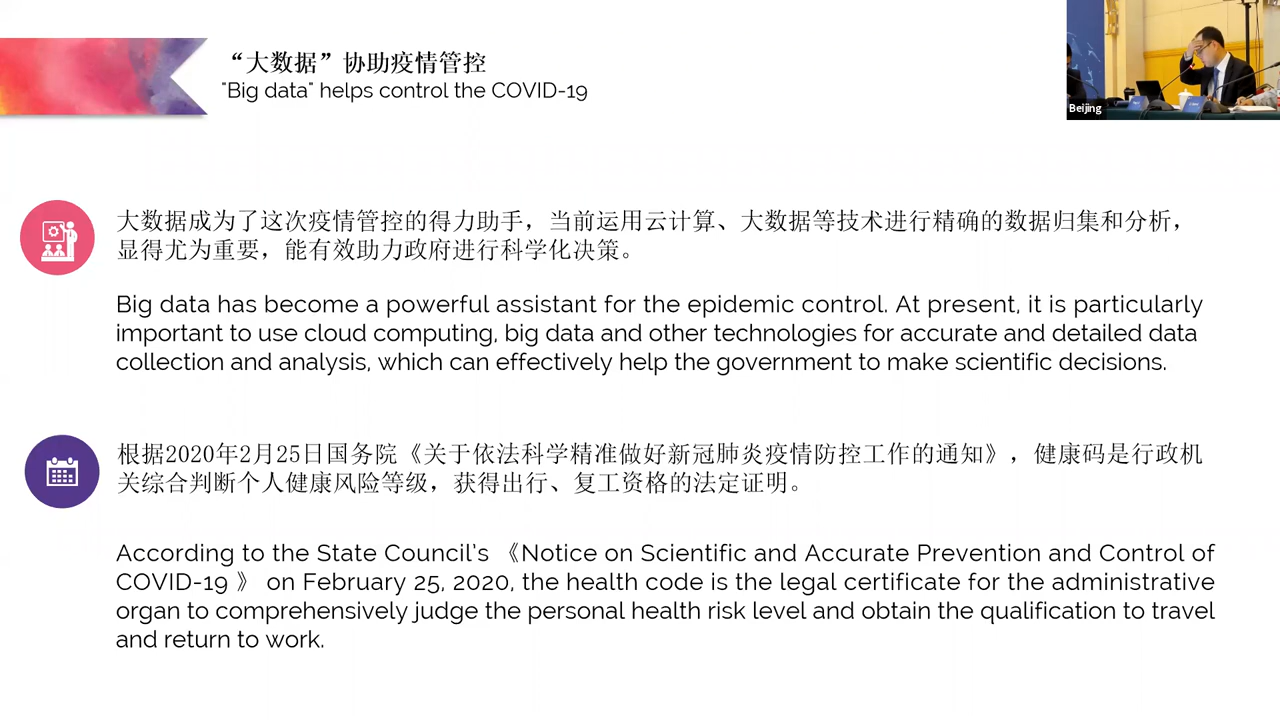 “大数据”协助疫情管控
"Big data" helps control the COVID-19
Beijing
大数据成为了这次疫情管控的得力助手，当前运用云计算、大数据等技术进行精确的数据归集和分析，
显得尤为重要，能有效助力政府进行科学化决策。
Big data has become a powerful assistant for the epidemic control. At present, it is particularly
important to use cloud computing, big data and other technologies for accurate and detailed data
collection and analysis, which can effectively help the government to make scientific decisions.
根据2020年2月25日国务院《关于依法科学精准做好新冠肺炎疫情防控工作的通知》，健康码是行政机
关综合判断个人健康风险等级，获得出行、复工资格的法定证明。
According to the State Council’s 《Notice on Scientific and Accurate Prevention and Control of
COVID-19 》 on February 25, 2020, the health code is the legal certificate for the administrative
organ to comprehensively judge the personal health risk level and obtain the qualification to travel
and return to work.